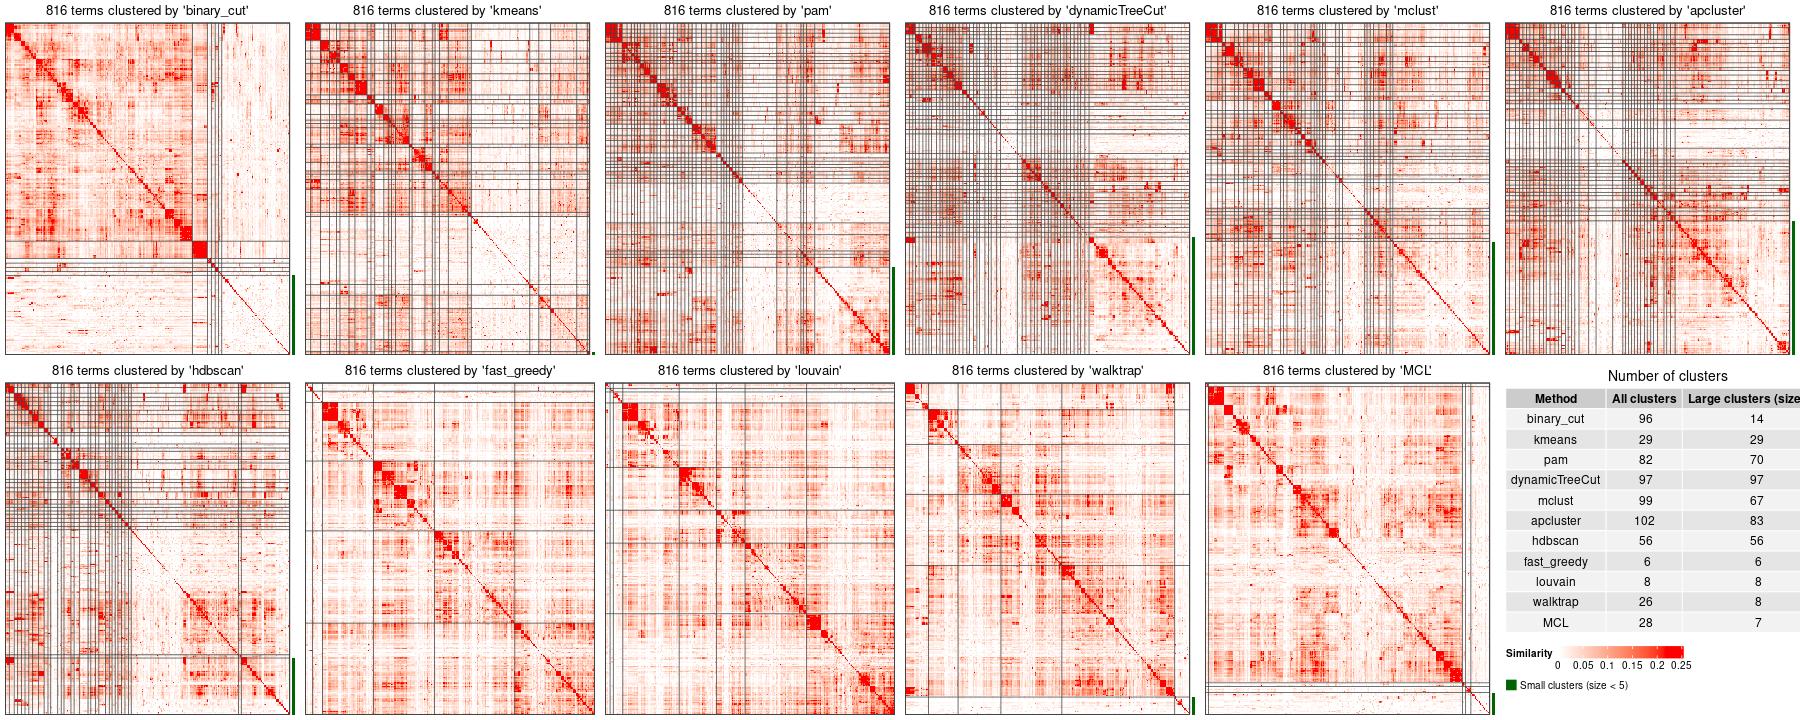 816 terms clustered by 'binary_cut'
816 terms clustered by 'kmeans'
816 terms clustered by 'pam'
816 terms clustered by 'dynamicTreeCut'
816 terms clustered by 'mclust'
816 terms clustered by 'apcluster'
816 terms clustered by 'hdbscan'
816 terms clustered by 'fast_greedy'
816 terms clustered by 'louvain'
816 terms clustered by 'walktrap'
816 terms clustered by 'MCL'
Number of clusters
Method All clusters Large clusters (size
binary_cut 96 14
kmeans 29 29
pam 82 70
dynamicTreeCut 97 97
mclust 99 67
apcluster 102 83
hdbscan 56 56
fast_greedy 6 6
louvain 8 8
walktrap 26 8
MCL 28 7
Similarity
0 0.05 0.1 0.15 0.2 0.25
Small clusters (size < 5)